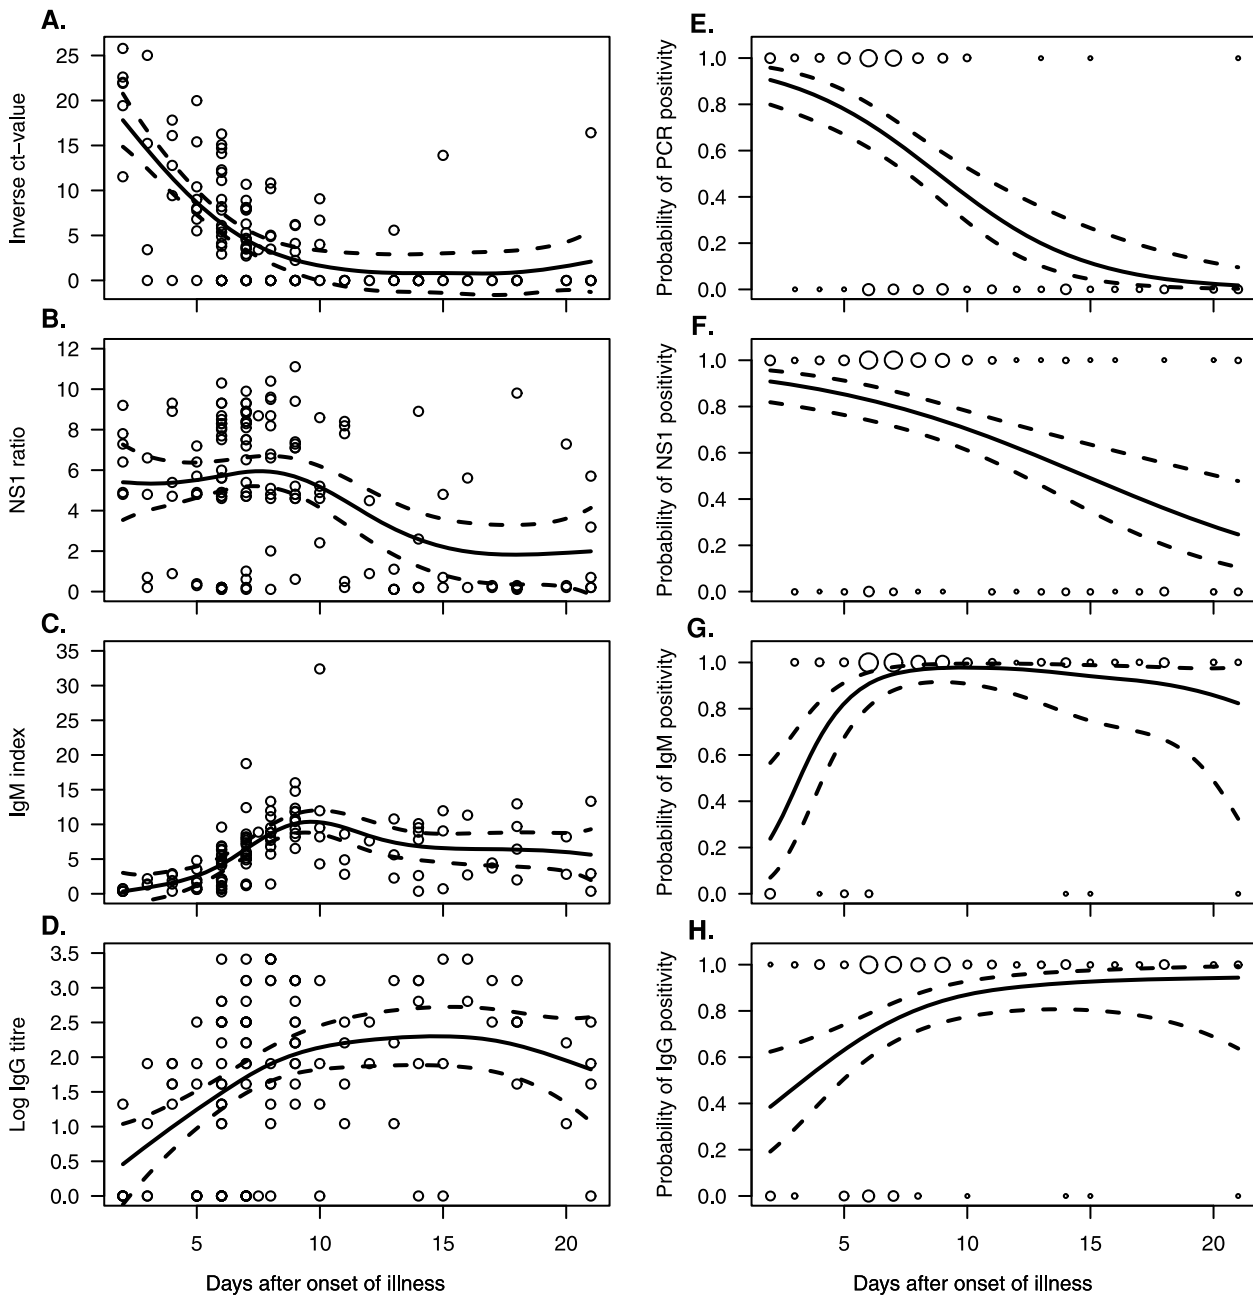 A.
25
20
15
10
5
0
Inverse ct−value
B.
12
10
8
6
4
2
0
NS1 ratio
C.
35
30
25
20
15
10
5
0
IgM index
D.
3.5
3.0
2.5
2.0
1.5
1.0
0.5
0.0
Log IgG titre
5 10 15 20
Days after onset of illness
E.
1.0
0.8
0.6
0.4
0.2
0.0
Probability of PCR positivity
F.
1.0
0.8
0.6
0.4
0.2
0.0
Probability of NS1 positivity
G.
1.0
0.8
0.6
0.4
0.2
0.0
Probability of IgM positivity
H.
1.0
0.8
0.6
0.4
0.2
0.0
Probability of IgG positivity
5 10 15 20
Days after onset of illness